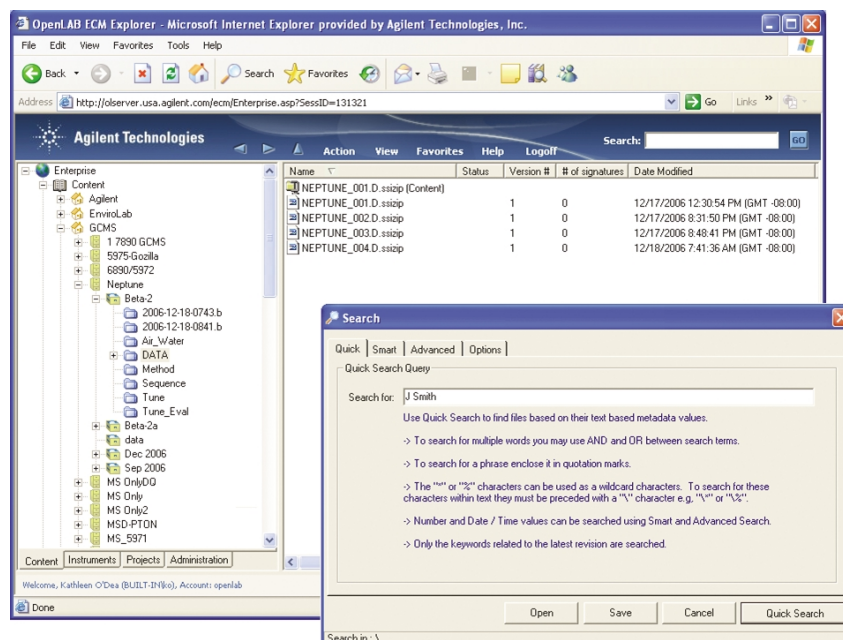 OpenLAB ECM Explorer - Microsoft Internet Explorer provided by Agilent Technologies, Inc.
File Edit View Favorites Tools Help
Back Search Favorites
Address http://olserver.usa.agilent.com/ecm/Enterprise.asp?SessID=131321 Go Links »
Agilent Technologies
Search: GO
Action View Favorites Help Logoff
Enterprise
Content
Agilent
EnviroLab
GCMS
1 7890 GCMS
5975-Gozilla
6890/5972
Neptune
Beta-2
2006-12-18-0743.b
2006-12-18-0841.b
Air_Water
DATA
Method
Sequence
Tune
Tune_Eval
Beta-2a
data
Dec 2006
Sep 2006
MS OnlyDQ
MS Only
MS Only2
MSD-PTON
MS_5971
Content Instruments Projects Administration
Name Status Version # # of signatures Date Modified
NEPTUNE_001.D.ssizip (Content)
NEPTUNE_001.D.ssizip 1 0 12/17/2006 12:30:54 PM (GMT -08:00)
NEPTUNE_002.D.ssizip 1 0 12/17/2006 8:31:50 PM (GMT -08:00)
NEPTUNE_003.D.ssizip 1 0 12/17/2006 8:48:41 PM (GMT -08:00)
NEPTUNE_004.D.ssizip 1 0 12/18/2006 7:41:36 AM (GMT -08:00)
Welcome, Kathleen O'Dea (BUILT-IN\ko), Account: openlab
Done
Search
Quick Smart Advanced Options
Quick Search Query
Search for: J Smith
Use Quick Search to find files based on their text based metadata values.
-> To search for multiple words you may use AND and OR between search terms.
-> To search for a phrase enclose it in quotation marks.
-> The "*" or "%" characters can be used as a wildcard characters. To search for these
characters within text they must be preceded with a "\" character e.g, "\*" or "\%".
-> Number and Date / Time values can be searched using Smart and Advanced Search.
-> Only the keywords related to the latest revision are searched.
Open Save Cancel Quick Search
Search in : \